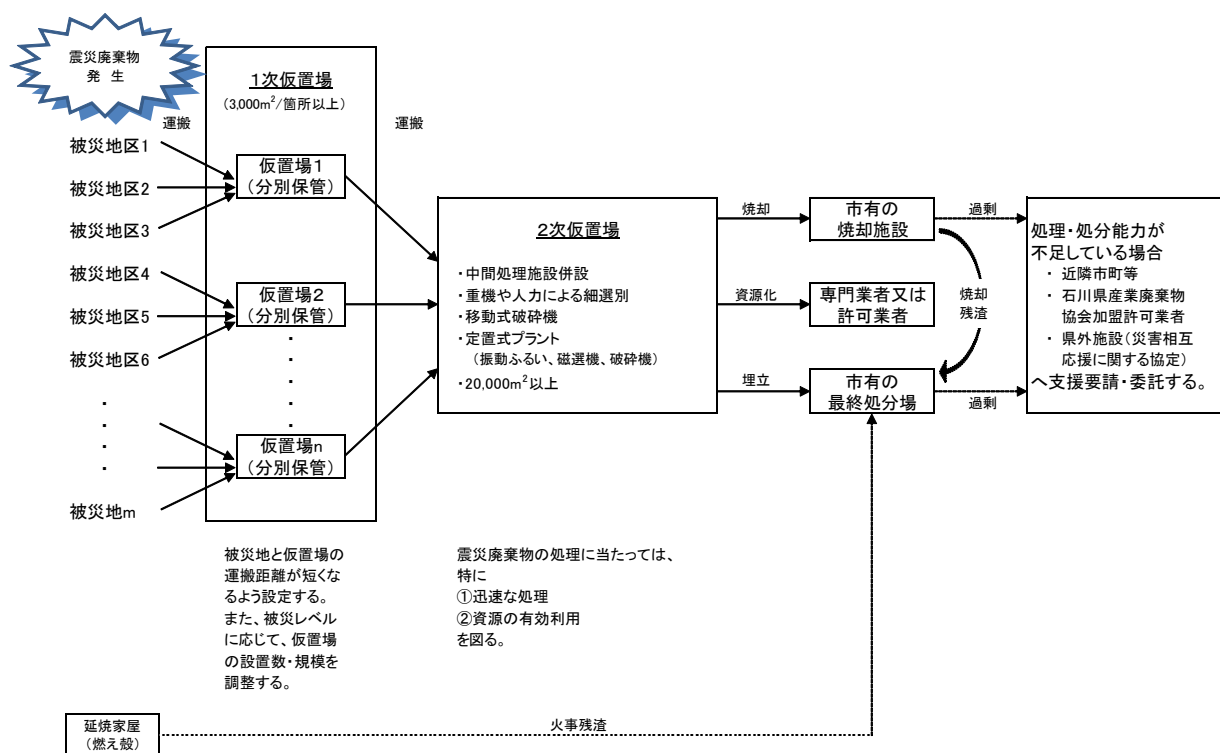 震災廃棄物
発 生
運搬
被災地区1
被災地区2
被災地区3
被災地区4
被災地区5
被災地区6
・
・
・
・
被災地m
1次仮置場
(3,000m²/箇所以上)
仮置場1
(分別保管)
仮置場2
(分別保管)
・
・
・
・
・
・
・
・
仮置場n
(分別保管)
運搬
2次仮置場
・中間処理施設併設
・重機や人力による細選別
・移動式破砕機
・定置式プラント
(振動ふるい、磁選機、破砕機)
・20,000m²以上
焼却
市有の
焼却施設
過剰
資源化
専門業者又は
許可業者
焼却
残渣
埋立
市有の
最終処分場
過剰
処理・処分能力が
不足している場合
・ 近隣市町等
・ 石川県産業廃棄物
協会加盟許可業者
・ 県外施設(災害相互
応援に関する協定)
へ支援要請・委託する。
被災地と仮置場の
運搬距離が短くな
るよう設定する。
また、被災レベル
に応じて、仮置場
の設置数・規模を
調整する。
震災廃棄物の処理に当たっては、
特に
①迅速な処理
②資源の有効利用
を図る。
延焼家屋
(燃え殻)
火事残渣